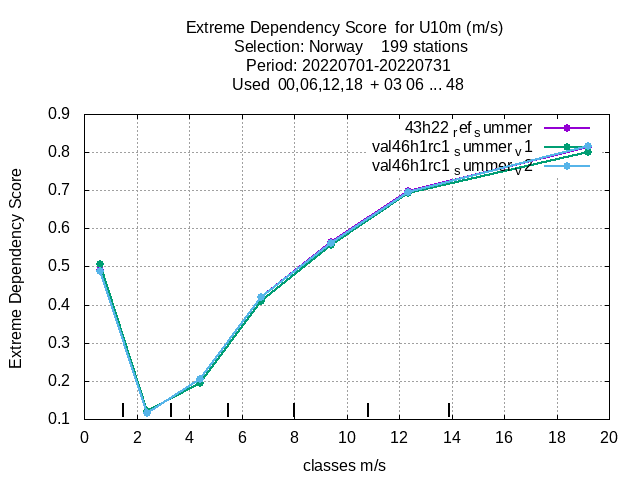 Extreme Dependency Score  for U10m (m/s)
Selection: Norway    199 stations
Period: 20220701-20220731
Used  00,06,12,18  + 03 06 ... 48
43h22 ref summer
val46h1rc1 summer v1
val46h1rc1 summer v2
Extreme Dependency Score
0.9
0.8
0.7
0.6
0.5
0.4
0.3
0.2
0.1
0 2 4 6 8 10 12 14 16 18 20
classes m/s